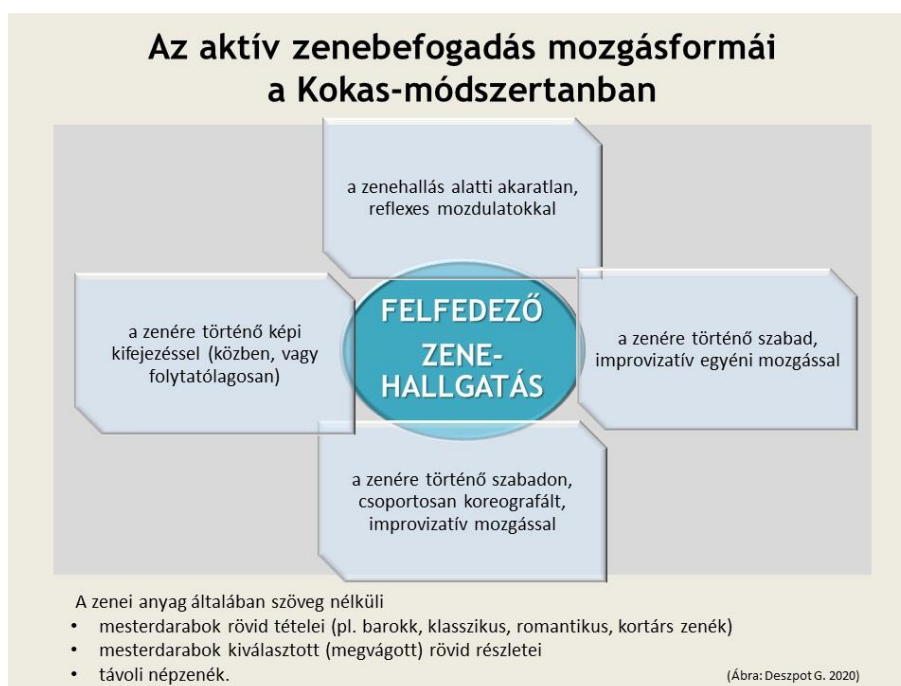 Az aktív zenebefogadás mozgásformái
a Kokas-módszertanban
a zenehallás alatti akaratlan,
reflexes mozdulatokkal
a zenére történő képi
kifejezéssel (közben, vagy
folytatólagosan)
FELFEDEZŐ
ZENE-
HALLGATÁS
a zenére történő szabad,
improvizatív egyéni mozgással
a zenére történő szabadon,
csoportosan koreografált,
improvizatív mozgással
A zenei anyag általában szöveg nélküli
• mesterdarabok rövid tételei (pl. barokk, klasszikus, romantikus, kortárs zenék)
• mesterdarabok kiválasztott (megvágott) rövid részletei
• távoli népzenék.
(Ábra: Deszpot G. 2020)